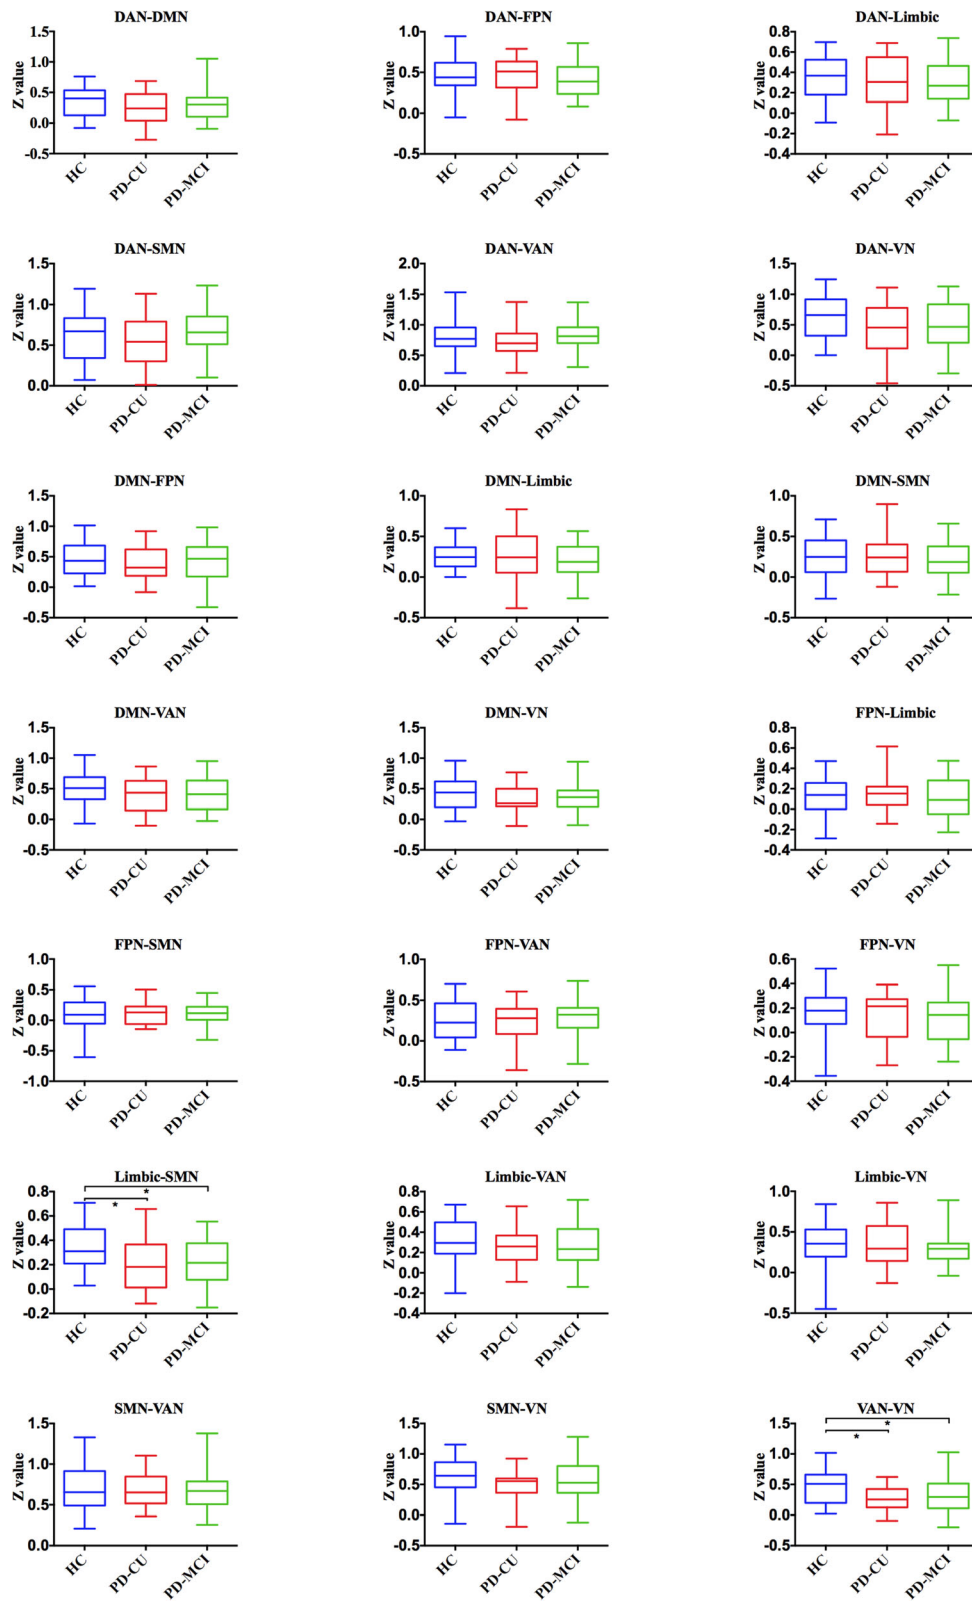 DAN-DMN
Z value
1.5
1.0
0.5
0.0
-0.5
HC
PD-CU
PD-MCI
DAN-FPN
Z value
1.0
0.5
0.0
-0.5
HC
PD-CU
PD-MCI
DAN-Limbic
Z value
0.8
0.6
0.4
0.2
0.0
-0.2
-0.4
HC
PD-CU
PD-MCI
DAN-SMN
Z value
1.5
1.0
0.5
0.0
HC
PD-CU
PD-MCI
DAN-VAN
Z value
2.0
1.5
1.0
0.5
0.0
HC
PD-CU
PD-MCI
DAN-VN
Z value
1.5
1.0
0.5
0.0
-0.5
HC
PD-CU
PD-MCI
DMN-FPN
Z value
1.5
1.0
0.5
0.0
-0.5
HC
PD-CU
PD-MCI
DMN-Limbic
Z value
1.0
0.5
0.0
-0.5
HC
PD-CU
PD-MCI
DMN-SMN
Z value
1.0
0.5
0.0
-0.5
HC
PD-CU
PD-MCI
DMN-VAN
Z value
1.5
1.0
0.5
0.0
-0.5
HC
PD-CU
PD-MCI
DMN-VN
Z value
1.5
1.0
0.5
0.0
-0.5
HC
PD-CU
PD-MCI
FPN-Limbic
Z value
0.8
0.6
0.4
0.2
0.0
-0.2
-0.4
HC
PD-CU
PD-MCI
FPN-SMN
Z value
1.0
0.5
0.0
-0.5
-1.0
HC
PD-CU
PD-MCI
FPN-VAN
Z value
1.0
0.5
0.0
-0.5
HC
PD-CU
PD-MCI
FPN-VN
Z value
0.6
0.4
0.2
0.0
-0.2
-0.4
HC
PD-CU
PD-MCI
Limbic-SMN
*
*
Z value
0.8
0.6
0.4
0.2
0.0
-0.2
HC
PD-CU
PD-MCI
Limbic-VAN
Z value
0.8
0.6
0.4
0.2
0.0
-0.2
-0.4
HC
PD-CU
PD-MCI
Limbic-VN
Z value
1.0
0.5
0.0
-0.5
HC
PD-CU
PD-MCI
SMN-VAN
Z value
1.5
1.0
0.5
0.0
HC
PD-CU
PD-MCI
SMN-VN
Z value
1.5
1.0
0.5
0.0
-0.5
HC
PD-CU
PD-MCI
VAN-VN
*
*
Z value
1.5
1.0
0.5
0.0
-0.5
HC
PD-CU
PD-MCI